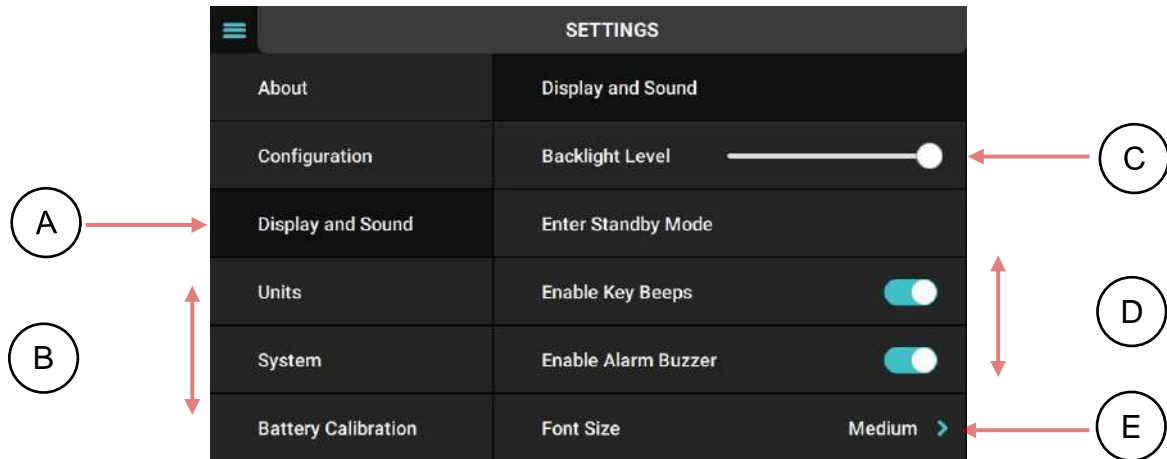 SETTINGS
About
Display and Sound
Configuration
Backlight Level
C
A
Display and Sound
Enter Standby Mode
Units
Enable Key Beeps
D
B
System
Enable Alarm Buzzer
Battery Calibration
Font Size
Medium
E